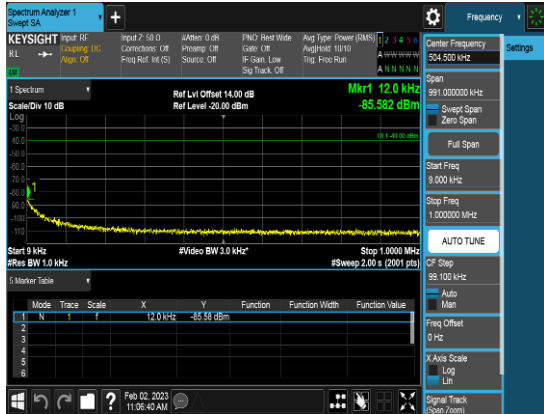 Spectrum Analyzer 1
Swept SA
+
Frequency
KEYSIGHT
RL
Input: RF
Coupling: DC
Align: Off
Input Z: 50 Ω
Corrections: Off
Freq Ref: Int (S)
#Atten: 0 dB
Preamp: Off
Source: Off
PNO: Best Wide
Gate: Off
IF Gain: Low
Sig Track: Off
Avg Type: Power (RMS)
Avg|Hold: 10/10
Trig: Free Run
1 2 3 4 5 6
A W W W W W
A N N N N N
1 Spectrum
Scale/Div 10 dB
Ref Lvl Offset 14.00 dB
Ref Level -20.00 dBm
Mkr1 12.0 kHz
-85.582 dBm
Log
-30.0
-40.0
-50.0
-60.0
-70.0
-80.0
-90.0
-100
-110
DL1 -40.00 dBm
1
Start 9 kHz
#Res BW 1.0 kHz
#Video BW 3.0 kHz*
Stop 1.0000 MHz
#Sweep 2.00 s (2001 pts)
5 Marker Table
Mode Trace Scale X Y Function Function Width Function Value
1 N 1 f 12.0 kHz -85.58 dBm
2
3
4
5
6
Feb 02, 2023
11:06:40 AM
Center Frequency
504.500 kHz
Settings
Span
991.000000 kHz
Swept Span
Zero Span
Full Span
Start Freq
9.000 kHz
Stop Freq
1.000000 MHz
AUTO TUNE
CF Step
99.100 kHz
Auto
Man
Freq Offset
0 Hz
X Axis Scale
Log
Lin
Signal Track
(Span Zoom)